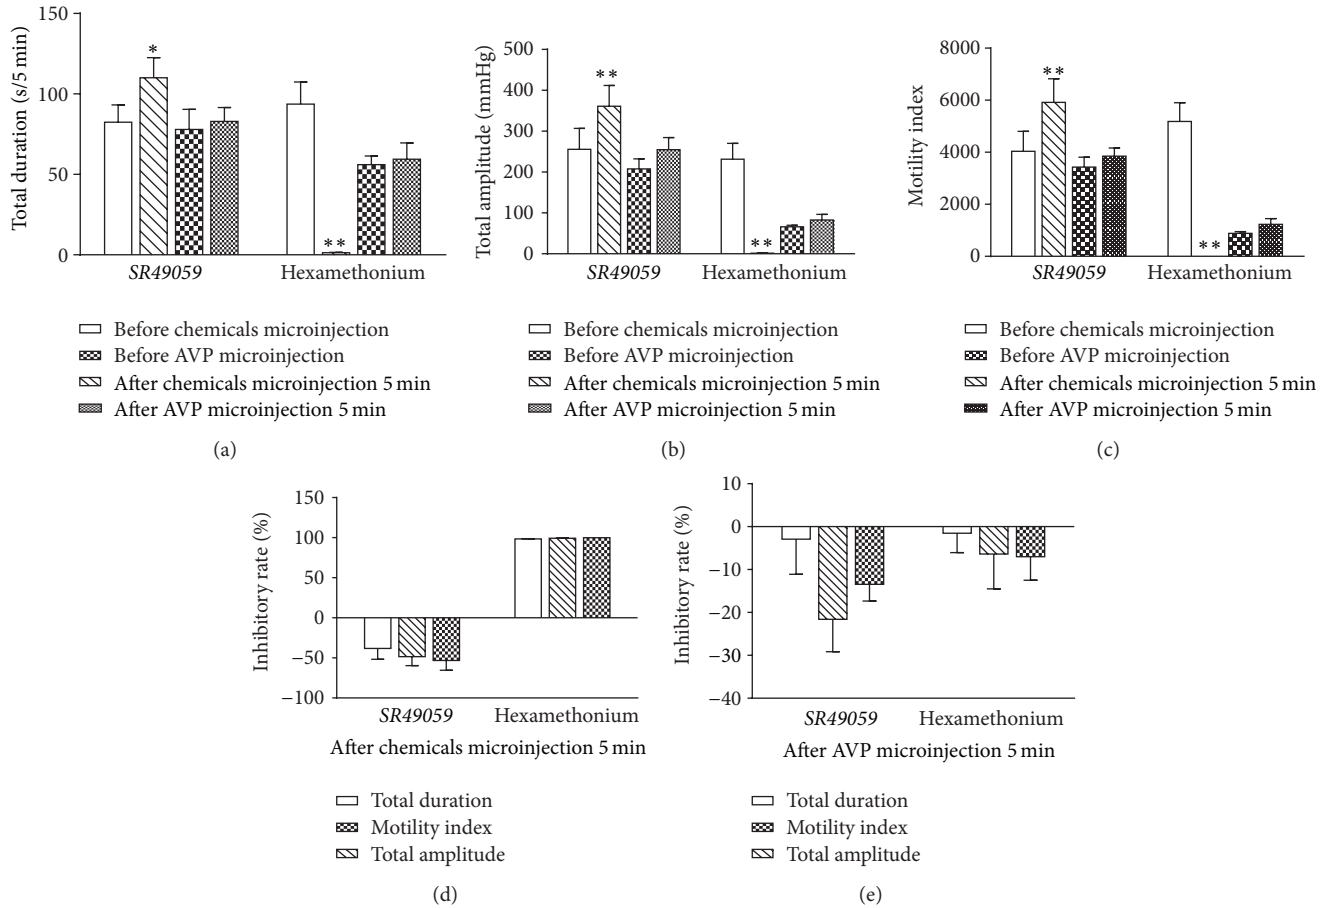 Total duration (s/5 min)
150
100
50
0
*
**
SR49059
Hexamethonium
Before chemicals microinjection
Before AVP microinjection
After chemicals microinjection 5 min
After AVP microinjection 5 min
(a)
Total amplitude (mmHg)
500
400
300
200
100
0
**
**
SR49059
Hexamethonium
Before chemicals microinjection
Before AVP microinjection
After chemicals microinjection 5 min
After AVP microinjection 5 min
(b)
Motility index
8000
6000
4000
2000
0
**
**
SR49059
Hexamethonium
Before chemicals microinjection
Before AVP microinjection
After chemicals microinjection 5 min
After AVP microinjection 5 min
(c)
Inhibitory rate (%)
150
100
50
0
−50
−100
SR49059
Hexamethonium
After chemicals microinjection 5 min
Total duration
Motility index
Total amplitude
(d)
Inhibitory rate (%)
10
0
−10
−20
−30
−40
SR49059
Hexamethonium
After AVP microinjection 5 min
Total duration
Motility index
Total amplitude
(e)